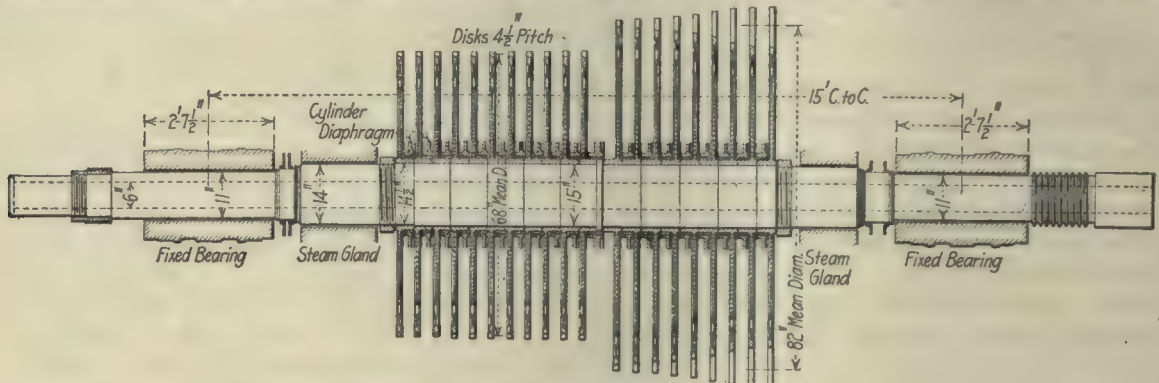 Disks 4½" Pitch
15' C. to C.
2'-7½"
Cylinder
Diaphragm
2'-7½"
6"
11"
14"
14½"
68" Mean D.
15"
11"
Fixed Bearing
Steam Gland
82" Mean Diam.
Steam
Gland
Fixed Bearing